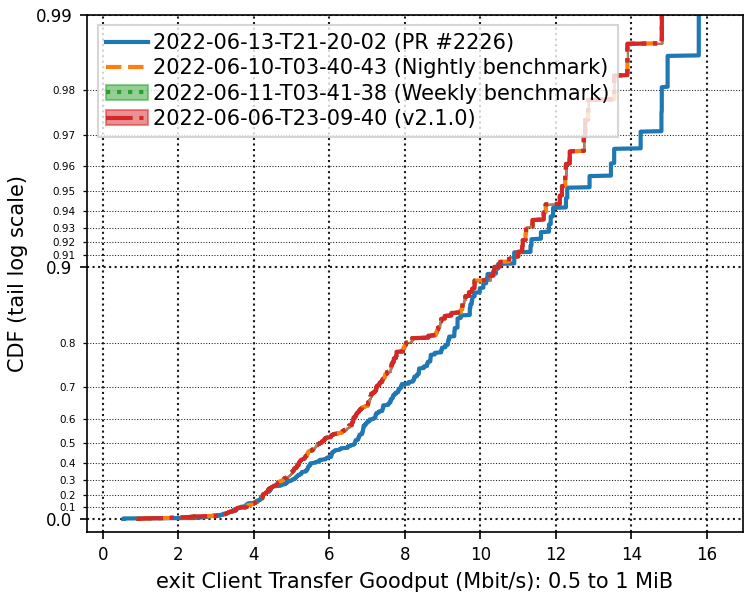 0.99
2022-06-13-T21-20-02 (PR #2226)
2022-06-10-T03-40-43 (Nightly benchmark)
2022-06-11-T03-41-38 (Weekly benchmark)
2022-06-06-T23-09-40 (v2.1.0)
0.98
0.97
0.96
0.95
0.94
0.93
0.92
0.91
0.9
0.8
0.7
0.6
0.5
0.4
0.3
0.2
0.1
0.0
CDF (tail log scale)
0 2 4 6 8 10 12 14 16
exit Client Transfer Goodput (Mbit/s): 0.5 to 1 MiB